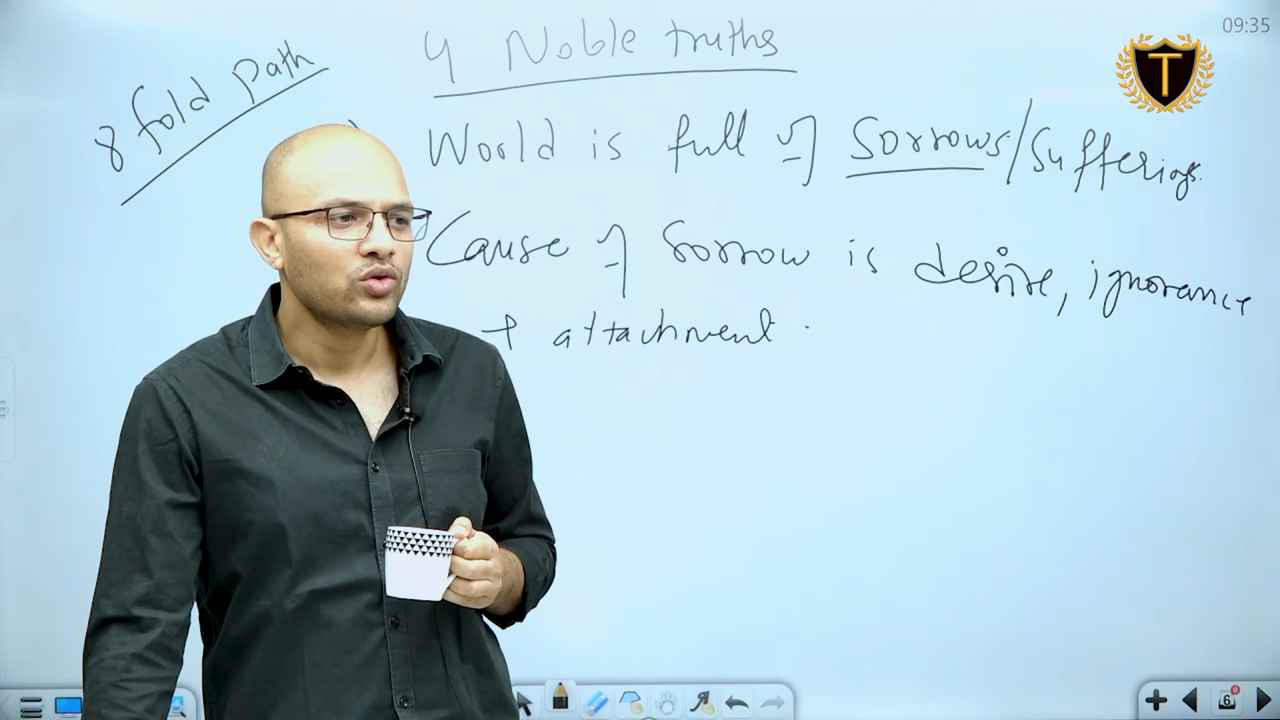 09:35
4 Noble truths
8 fold path
World is full of Sorrows/Sufferings.
Cause of Sorrow is desire, ignorance
+ attachment.
T
6